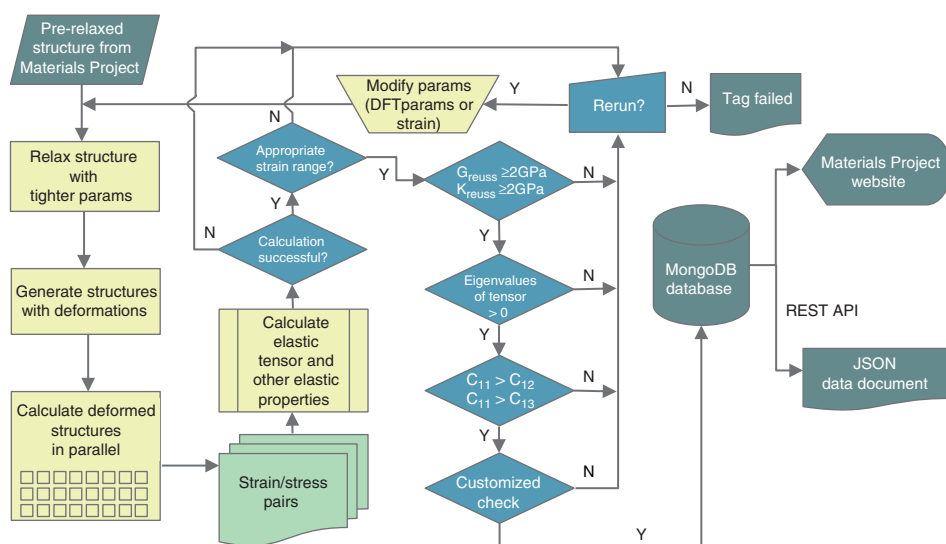 Pre-relaxed
structure from
Materials Project
Relax structure
with
tighter params
Generate structures
with deformations
Calculate deformed
structures
in parallel
Strain/stress
pairs
Calculate
elastic
tensor and
other elastic
properties
Calculation
successful?
N
Y
Appropriate
strain range?
N
Y
Modify params
(DFTparams or
strain)
Y
Rerun?
N
Tag failed
G_reuss ≥2GPa
K_reuss ≥2GPa
N
Y
Eigenvalues
of tensor
> 0
N
Y
C₁₁ > C₁₂
C₁₁ > C₁₃
N
Y
Customized
check
N
Y
MongoDB
database
REST API
Materials Project
website
JSON
data document